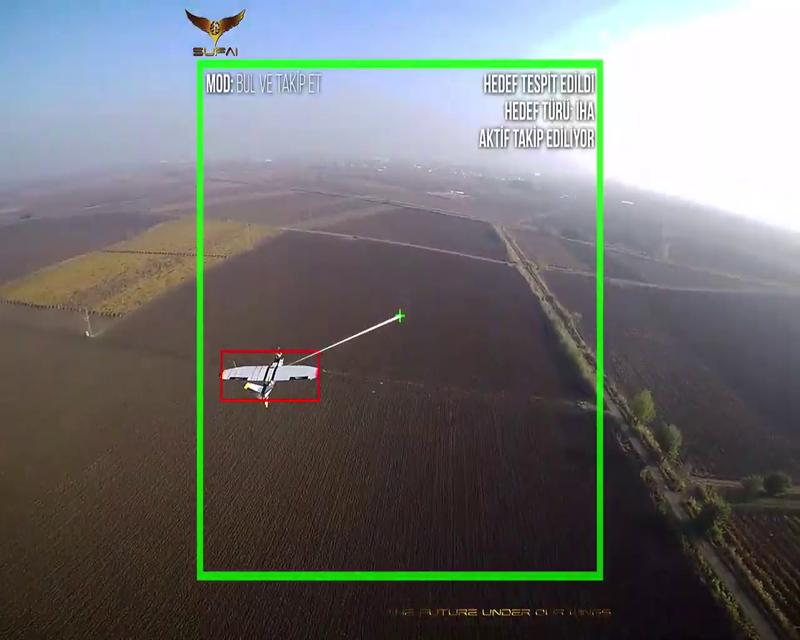 SUFAI
MOD: BUL VE TAKİP ET
HEDEF TESPİT EDİLDİ
HEDEF TÜRÜ: İHA
AKTİF TAKİP EDİLİYOR
THE FUTURE UNDER OUR WINGS